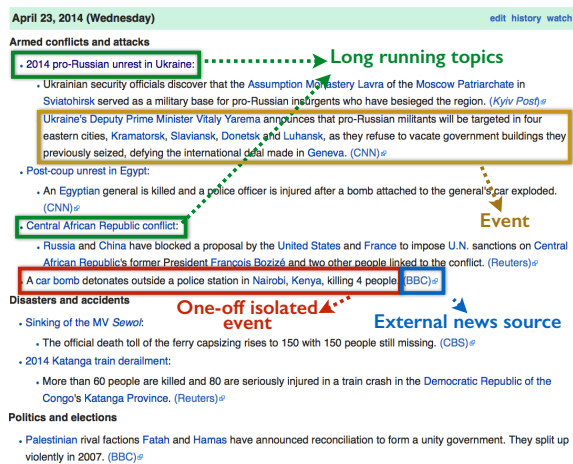 April 23, 2014 (Wednesday) edit history watch
Armed conflicts and attacks
• 2014 pro-Russian unrest in Ukraine:
Long running topics
• Ukrainian security officials discover that the Assumption Monastery Lavra of the Moscow Patriarchate in
Sviatohirsk served as a military base for pro-Russian insurgents who have besieged the region. (Kyiv Post)
Ukraine's Deputy Prime Minister Vitaly Yarema announces that pro-Russian militants will be targeted in four
eastern cities, Kramatorsk, Slaviansk, Donetsk and Luhansk, as they refuse to vacate government buildings they
previously seized, defying the international deal made in Geneva. (CNN)
• Post-coup unrest in Egypt:
• An Egyptian general is killed and a police officer is injured after a bomb attached to the general's car exploded.
(CNN)
Event
• Central African Republic conflict:
• Russia and China have blocked a proposal by the United States and France to impose U.N. sanctions on Central
African Republic's former President François Bozizé and two other people linked to the conflict. (Reuters)
• A car bomb detonates outside a police station in Nairobi, Kenya, killing 4 people. (BBC)
Disasters and accidents
One-off isolated
event
External news source
• Sinking of the MV Sewol:
• The official death toll of the ferry capsizing rises to 150 with 150 people still missing. (CBS)
• 2014 Katanga train derailment:
• More than 60 people are killed and 80 are seriously injured in a train crash in the Democratic Republic of the
Congo's Katanga Province. (Reuters)
Politics and elections
• Palestinian rival factions Fatah and Hamas have announced reconciliation to form a unity government. They split up
violently in 2007. (BBC)